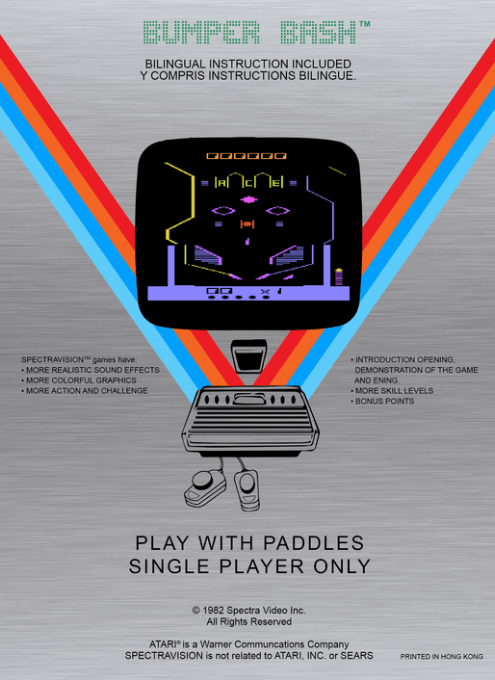 BUMPER BASH™
BILINGUAL INSTRUCTION INCLUDED
Y COMPRIS INSTRUCTIONS BILINGUE.
A C E
SPECTRAVISION™ games have:
• MORE REALISTIC SOUND EFFECTS
• MORE COLORFUL GRAPHICS
• MORE ACTION AND CHALLENGE
• INTRODUCTION OPENING,
DEMONSTRATION OF THE GAME
AND ENING.
• MORE SKILL LEVELS
• BONUS POINTS
PLAY WITH PADDLES
SINGLE PLAYER ONLY
© 1982 Spectra Video Inc.
All Rights Reserved
ATARI® is a Warner Communcations Company
SPECTRAVISION is not related to ATARI, INC. or SEARS
PRINTED IN HONG KONG